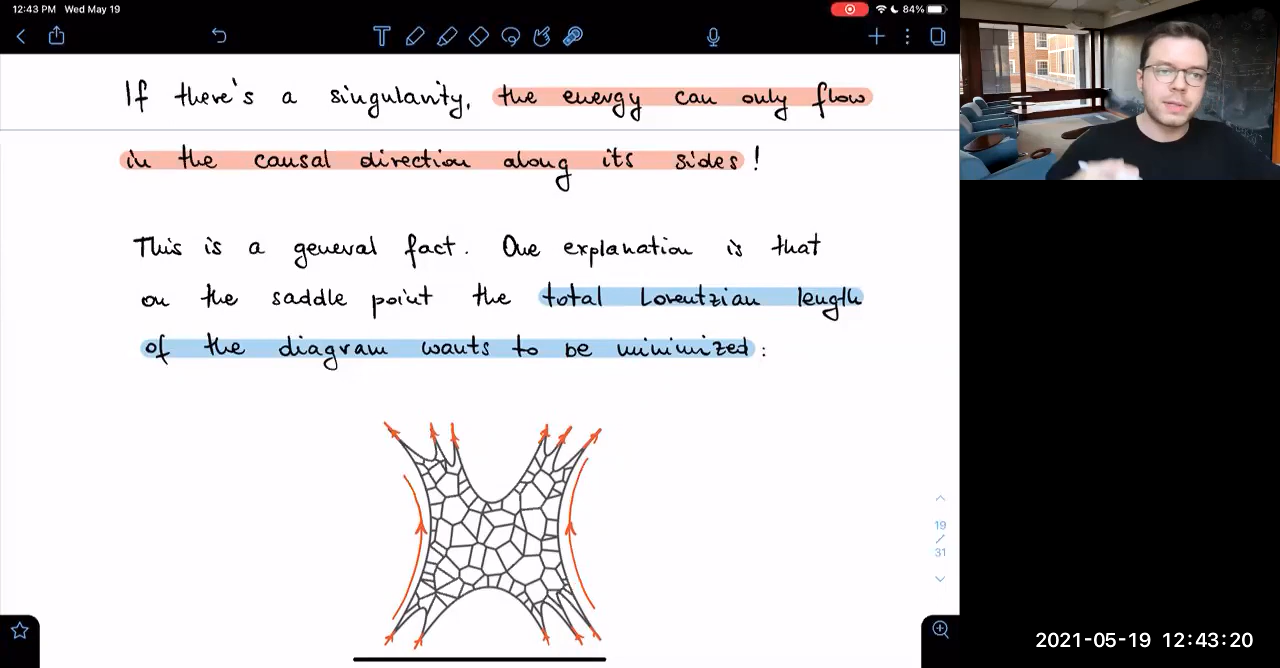 12:43 PM Wed May 19
84%
If there's a singularity, the energy can only flow
in the causal direction along its sides!
This is a general fact. One explanation is that
on the saddle point the total Lorentzian length
of the diagram wants to be minimized:
19
/
31
2021-05-19 12:43:20